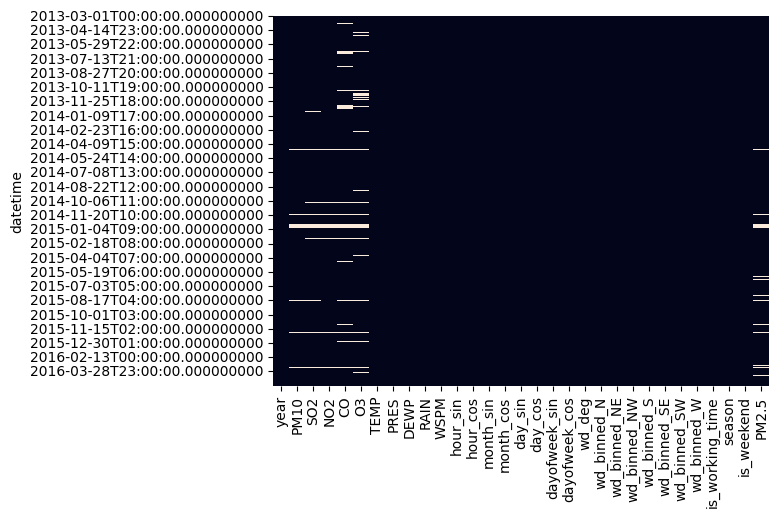 datetime
2013-03-01T00:00:00.000000000
2013-04-14T23:00:00.000000000
2013-05-29T22:00:00.000000000
2013-07-13T21:00:00.000000000
2013-08-27T20:00:00.000000000
2013-10-11T19:00:00.000000000
2013-11-25T18:00:00.000000000
2014-01-09T17:00:00.000000000
2014-02-23T16:00:00.000000000
2014-04-09T15:00:00.000000000
2014-05-24T14:00:00.000000000
2014-07-08T13:00:00.000000000
2014-08-22T12:00:00.000000000
2014-10-06T11:00:00.000000000
2014-11-20T10:00:00.000000000
2015-01-04T09:00:00.000000000
2015-02-18T08:00:00.000000000
2015-04-04T07:00:00.000000000
2015-05-19T06:00:00.000000000
2015-07-03T05:00:00.000000000
2015-08-17T04:00:00.000000000
2015-10-01T03:00:00.000000000
2015-11-15T02:00:00.000000000
2015-12-30T01:00:00.000000000
2016-02-13T00:00:00.000000000
2016-03-28T23:00:00.000000000
year
PM10
SO2
NO2
CO
O3
TEMP
PRES
DEWP
RAIN
WSPM
hour_sin
hour_cos
month_sin
month_cos
day_sin
day_cos
dayofweek_sin
dayofweek_cos
wd_deg
wd_binned_N
wd_binned_NE
wd_binned_NW
wd_binned_S
wd_binned_SE
wd_binned_SW
wd_binned_W
is_working_time
season
is_weekend
PM2.5